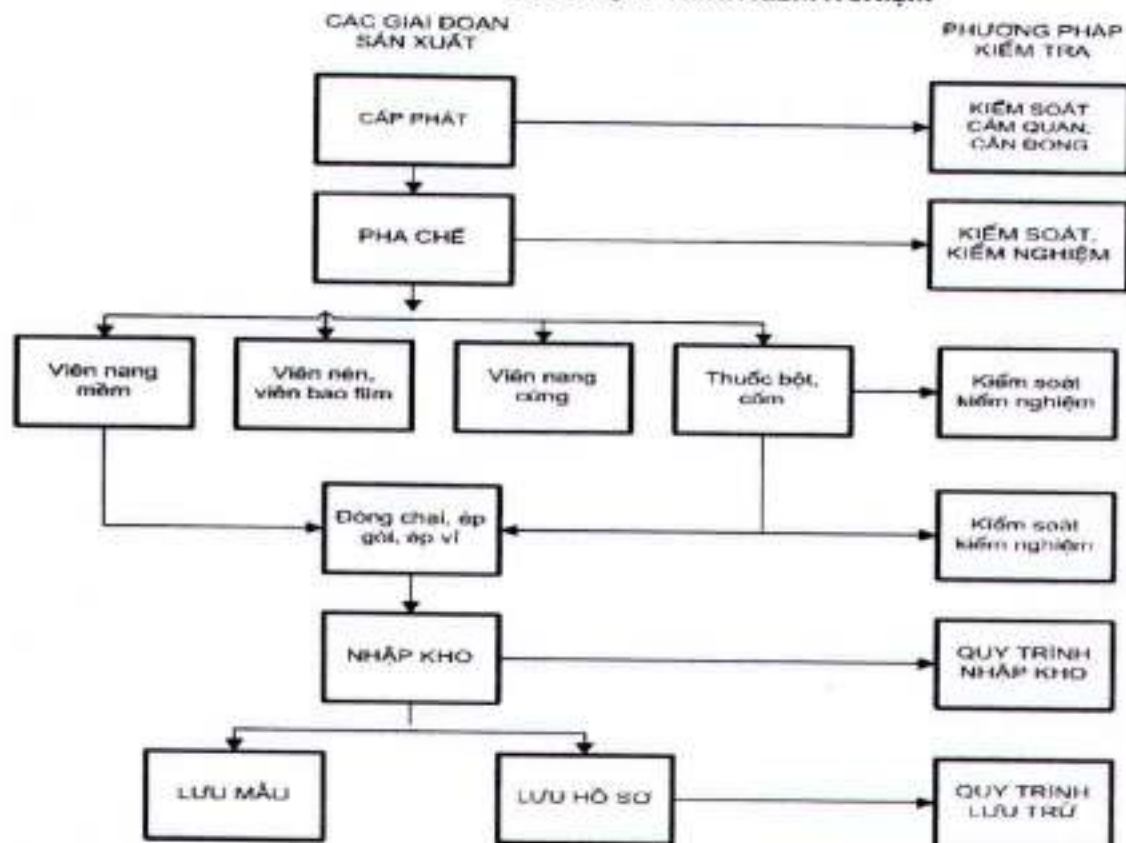 CÁC GIAI ĐOẠN
SẢN XUẤT
PHƯƠNG PHÁP
KIỂM TRA
CẤP PHÁT
KIỂM SOÁT
CẢM QUAN,
CÂN ĐONG
PHA CHẾ
KIỂM SOÁT,
KIỂM NGHIỆM
Viên nang
mềm
Viên nén,
viên bao film
Viên nang
cứng
Thuốc bột,
cốm
Kiểm soát
kiểm nghiệm
Đóng chai, ép
gói, ép vỉ
Kiểm soát
kiểm nghiệm
NHẬP KHO
QUY TRÌNH
NHẬP KHO
LƯU MẪU
LƯU HỒ SƠ
QUY TRÌNH
LƯU TRỮ